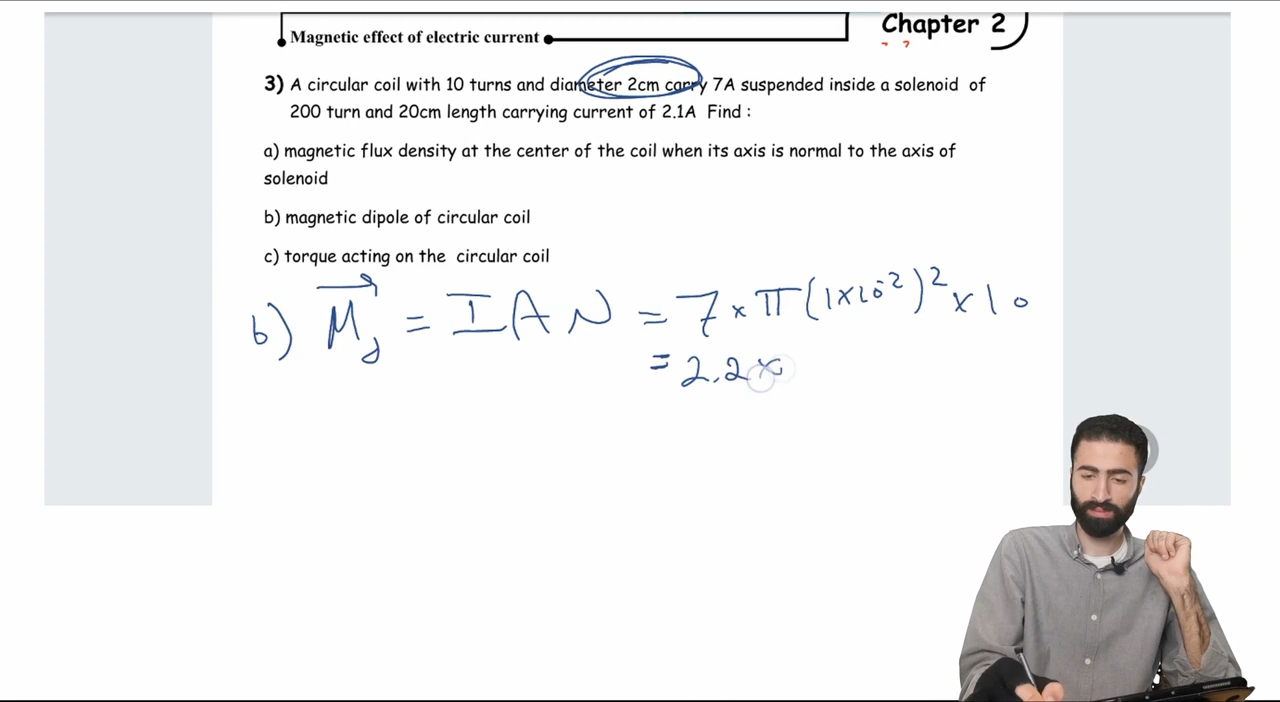 Magnetic effect of electric current
Chapter 2
3) A circular coil with 10 turns and diameter 2cm carry 7A suspended inside a solenoid of
200 turn and 20cm length carrying current of 2.1A Find :
a) magnetic flux density at the center of the coil when its axis is normal to the axis of
solenoid
b) magnetic dipole of circular coil
c) torque acting on the circular coil
b) M⃗d = I A N = 7 × π (1×10⁻²)² × 10
= 2.2 ×